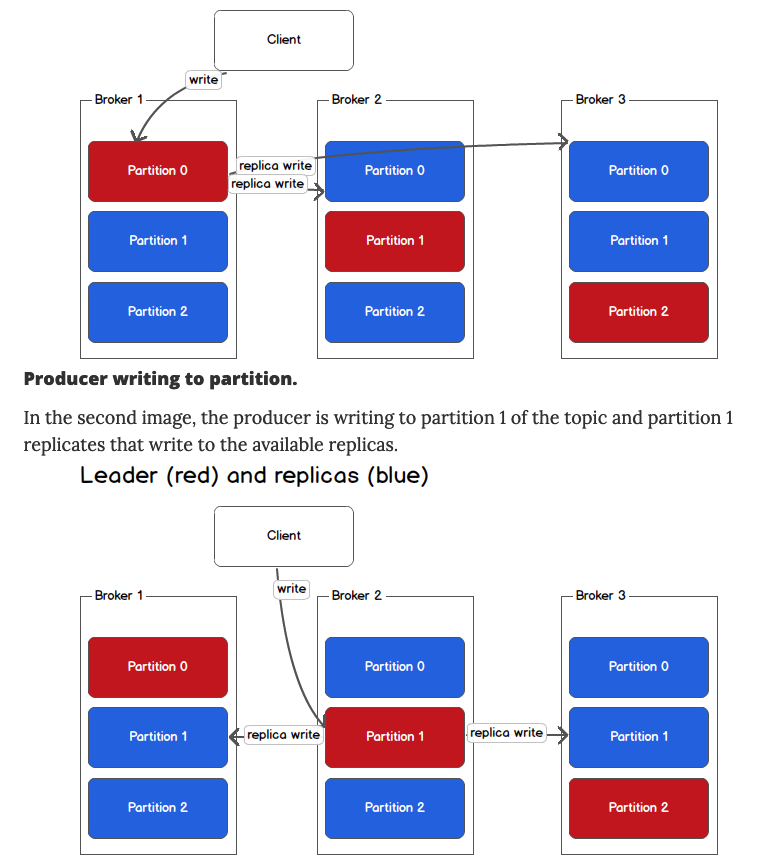 Client
write
Broker 1
Broker 2
Broker 3
Partition 0
replica write
replica write
Partition 0
Partition 0
Partition 1
Partition 1
Partition 1
Partition 2
Partition 2
Partition 2
Producer writing to partition.
In the second image, the producer is writing to partition 1 of the topic and partition 1
replicates that write to the available replicas.
Leader (red) and replicas (blue)
Client
write
Broker 1
Broker 2
Broker 3
Partition 0
Partition 0
Partition 0
Partition 1
replica write
Partition 1
replica write
Partition 1
Partition 2
Partition 2
Partition 2